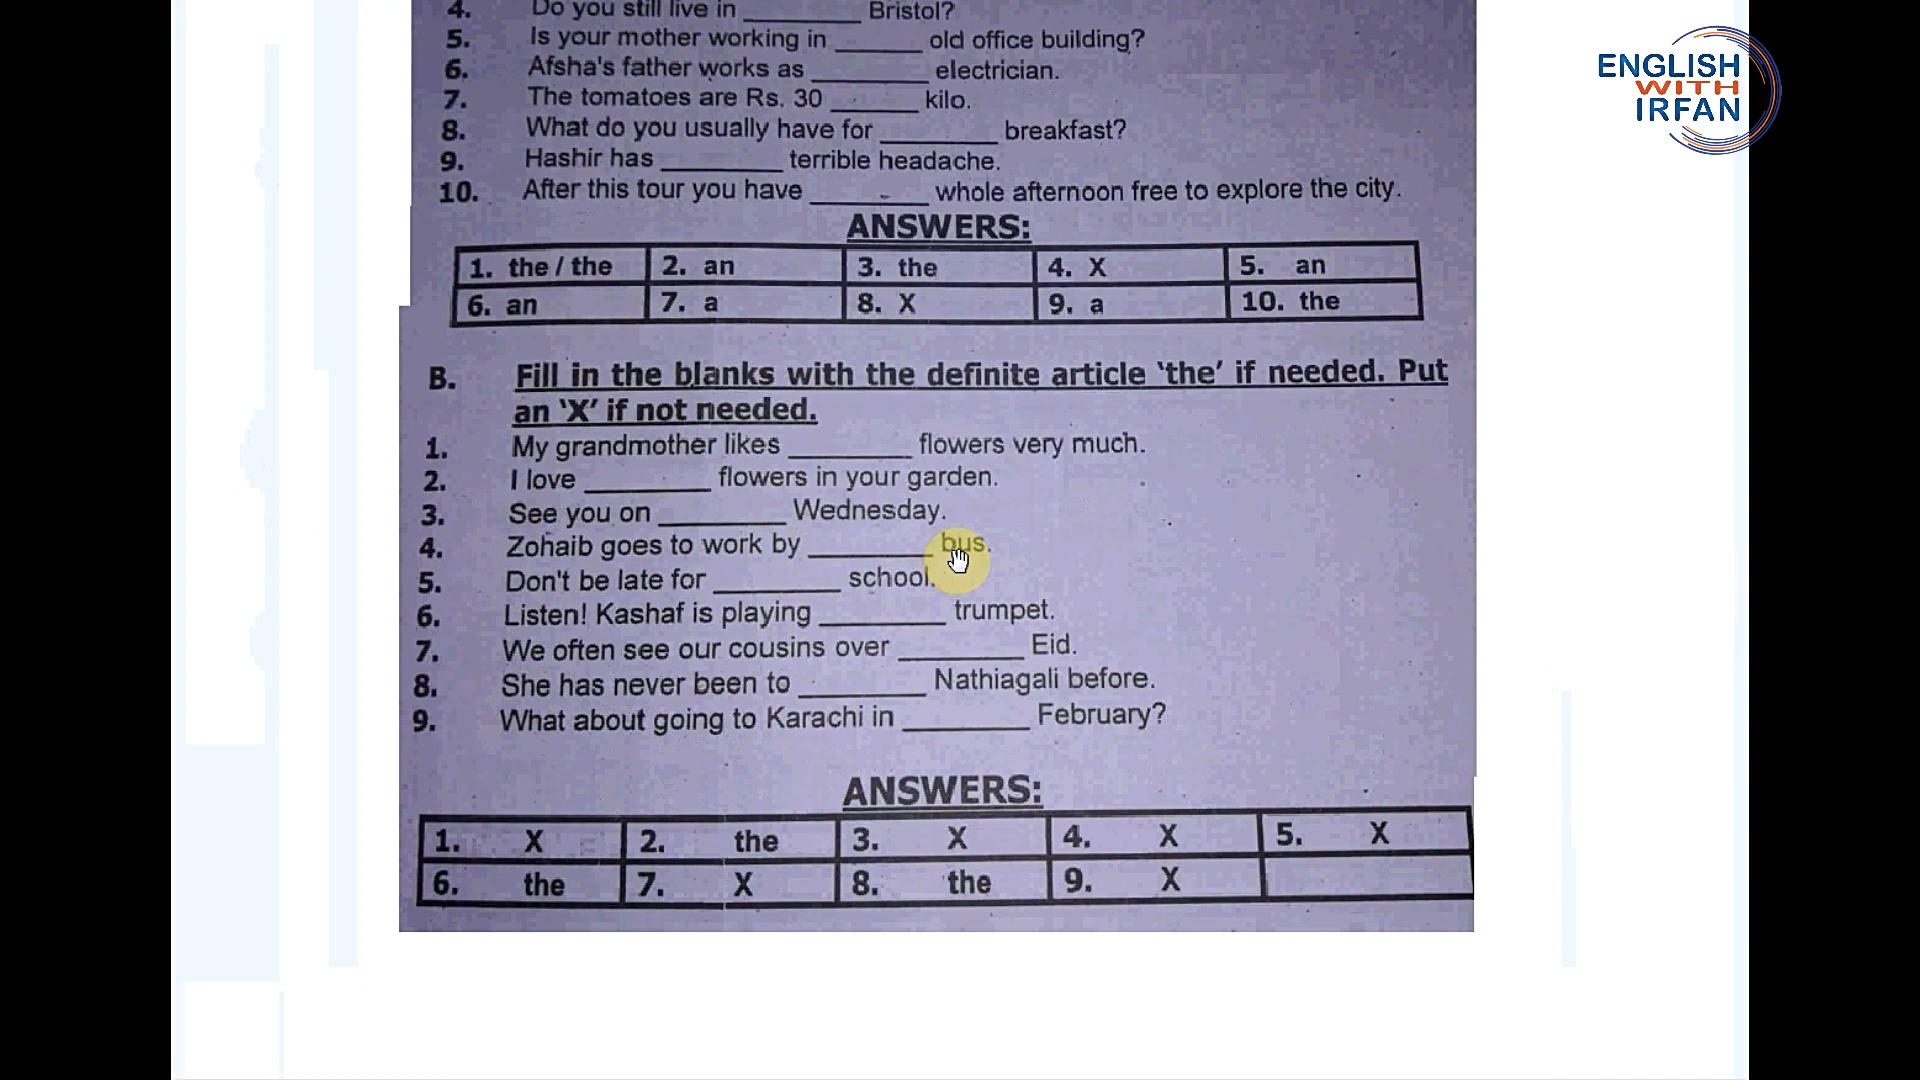 4. Do you still live in ________ Bristol?
5. Is your mother working in ______ old office building?
6. Afsha's father works as ________ electrician.
7. The tomatoes are Rs. 30 ______ kilo.
8. What do you usually have for ________ breakfast?
9. Hashir has ________ terrible headache.
10. After this tour you have ________ whole afternoon free to explore the city.
ANSWERS:
1. the / the 2. an 3. the 4. X 5. an
6. an 7. a 8. X 9. a 10. the
B. Fill in the blanks with the definite article ‘the’ if needed. Put
an ‘X’ if not needed.
1. My grandmother likes ________ flowers very much.
2. I love ________ flowers in your garden.
3. See you on ________ Wednesday.
4. Zohaib goes to work by ________ bus.
5. Don't be late for ________ school.
6. Listen! Kashaf is playing ________ trumpet.
7. We often see our cousins over ________ Eid.
8. She has never been to ________ Nathiagali before.
9. What about going to Karachi in ________ February?
ANSWERS:
1. X 2. the 3. X 4. X 5. X
6. the 7. X 8. the 9. X
ENGLISH
WITH
IRFAN